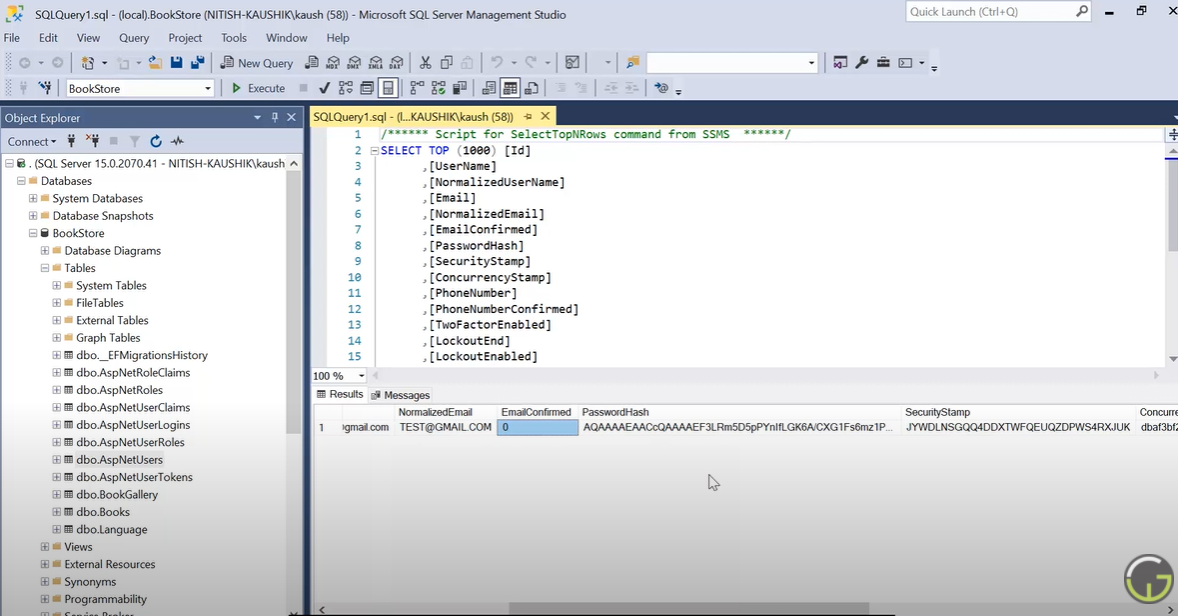 SQLQuery1.sql - (local).BookStore (NITISH-KAUSHIK\kaush (58)) - Microsoft SQL Server Management Studio
Quick Launch (Ctrl+Q)
File Edit View Query Project Tools Window Help
New Query
BookStore Execute
Object Explorer
SQLQuery1.sql - (l...KAUSHIK\kaush (58))
Connect
. (SQL Server 15.0.2070.41 - NITISH-KAUSHIK\kaush
Databases
System Databases
Database Snapshots
BookStore
Database Diagrams
Tables
System Tables
FileTables
External Tables
Graph Tables
dbo.__EFMigrationsHistory
dbo.AspNetRoleClaims
dbo.AspNetRoles
dbo.AspNetUserClaims
dbo.AspNetUserLogins
dbo.AspNetUserRoles
dbo.AspNetUsers
dbo.AspNetUserTokens
dbo.BookGallery
dbo.Books
dbo.Language
Views
External Resources
Synonyms
Programmability
Service Broker
1 /****** Script for SelectTopNRows command from SSMS ******/
2 SELECT TOP (1000) [Id]
3 ,[UserName]
4 ,[NormalizedUserName]
5 ,[Email]
6 ,[NormalizedEmail]
7 ,[EmailConfirmed]
8 ,[PasswordHash]
9 ,[SecurityStamp]
10 ,[ConcurrencyStamp]
11 ,[PhoneNumber]
12 ,[PhoneNumberConfirmed]
13 ,[TwoFactorEnabled]
14 ,[LockoutEnd]
15 ,[LockoutEnabled]
100 %
Results Messages
NormalizedEmail EmailConfirmed PasswordHash SecurityStamp Concurre
1 @gmail.com TEST@GMAIL.COM 0 AQAAAAEAACcQAAAAEF3LRm5D5pPYnIfLGK6A/CXG1Fs6mz1P... JYWDLNSGQQ4DDXTWFQEUQZDPWS4RXJUK dbaf3bf2